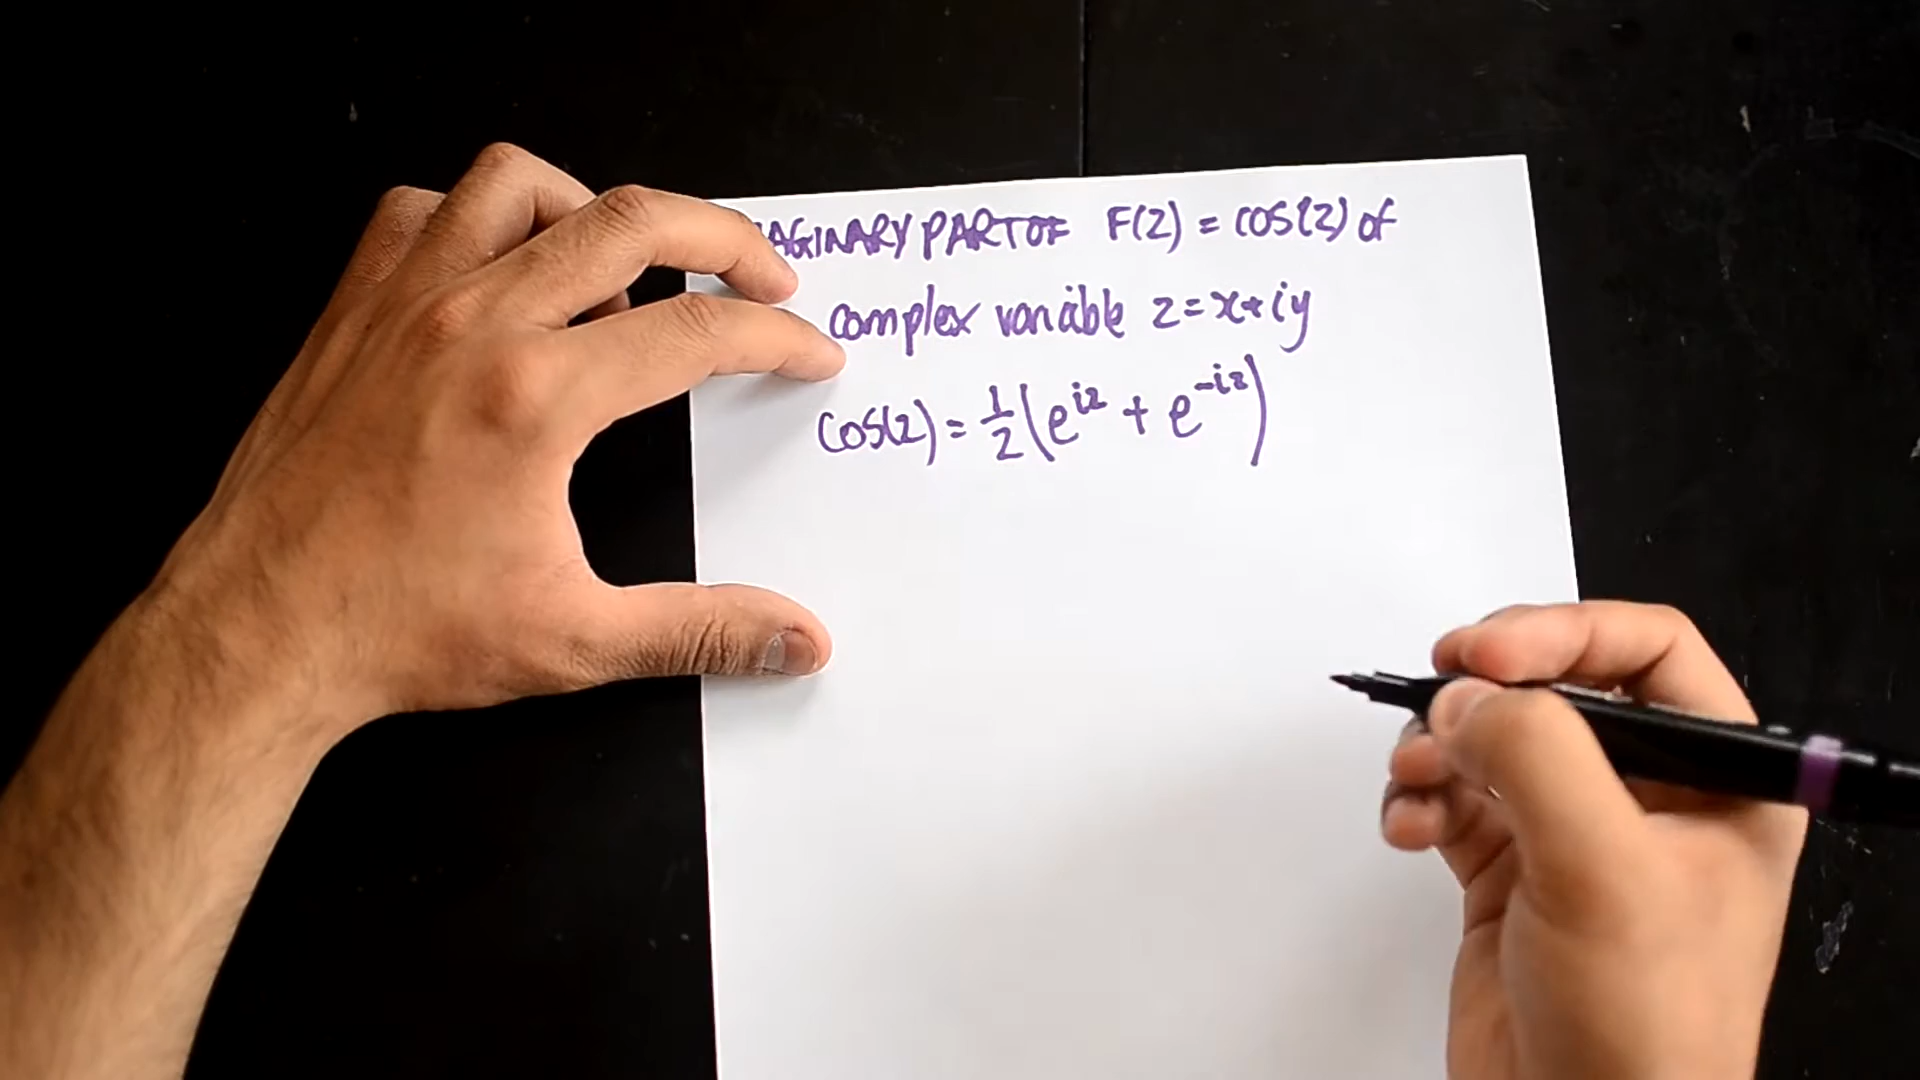 AGINARY PART OF F(z) = cos(z) of
complex variable z = x + iy
cos(z) = 1/2 (e^{iz} + e^{-iz})